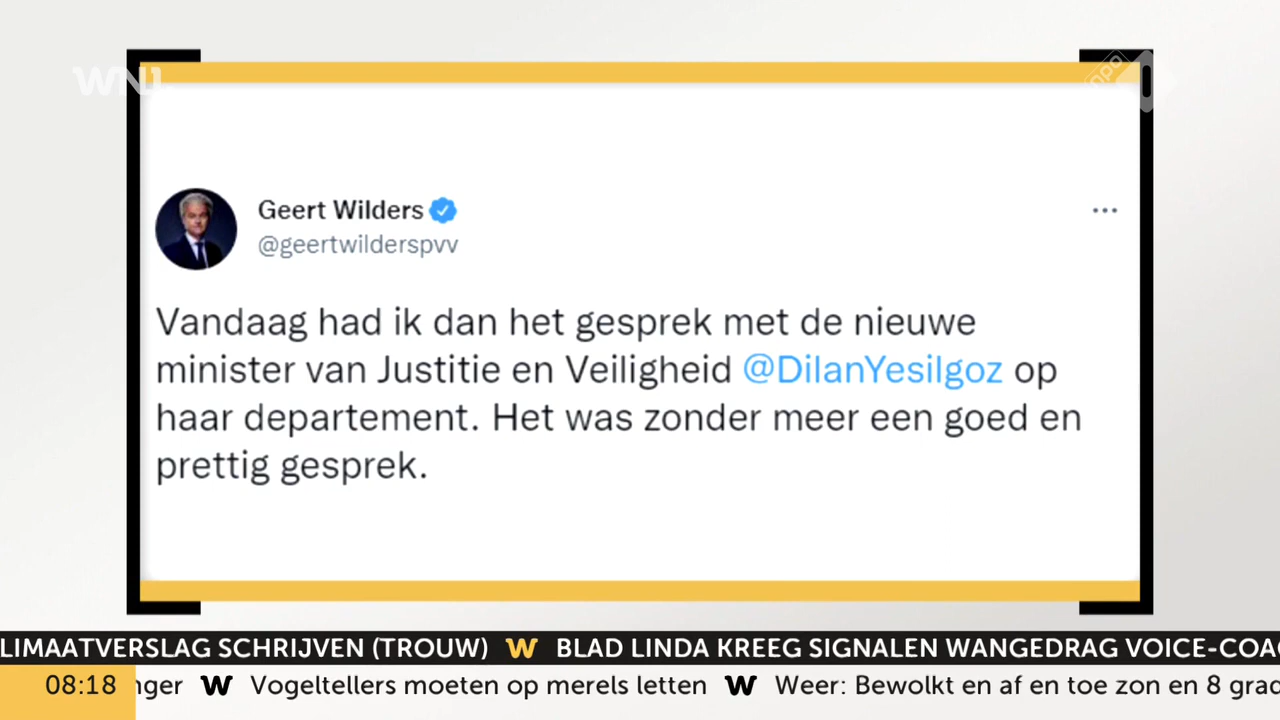 WNL
npo
Geert Wilders
@geertwilderspvv
Vandaag had ik dan het gesprek met de nieuwe
minister van Justitie en Veiligheid @DilanYesilgoz op
haar departement. Het was zonder meer een goed en
prettig gesprek.
LIMAATVERSLAG SCHRIJVEN (TROUW) W BLAD LINDA KREEG SIGNALEN WANGEDRAG VOICE-COA
08:18 nger W Vogeltellers moeten op merels letten W Weer: Bewolkt en af en toe zon en 8 grad